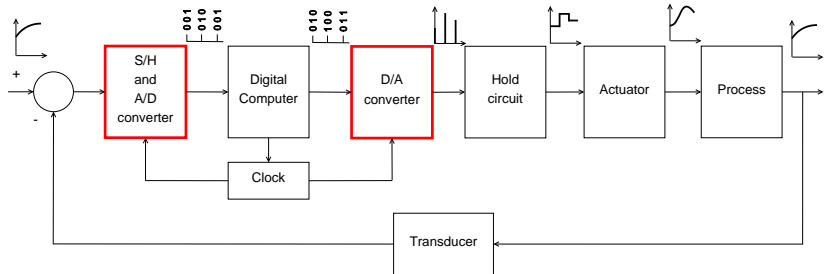 001
010
001
010
100
011
+
-
S/H
and
A/D
converter
Digital
Computer
D/A
converter
Hold
circuit
Actuator
Process
Clock
Transducer